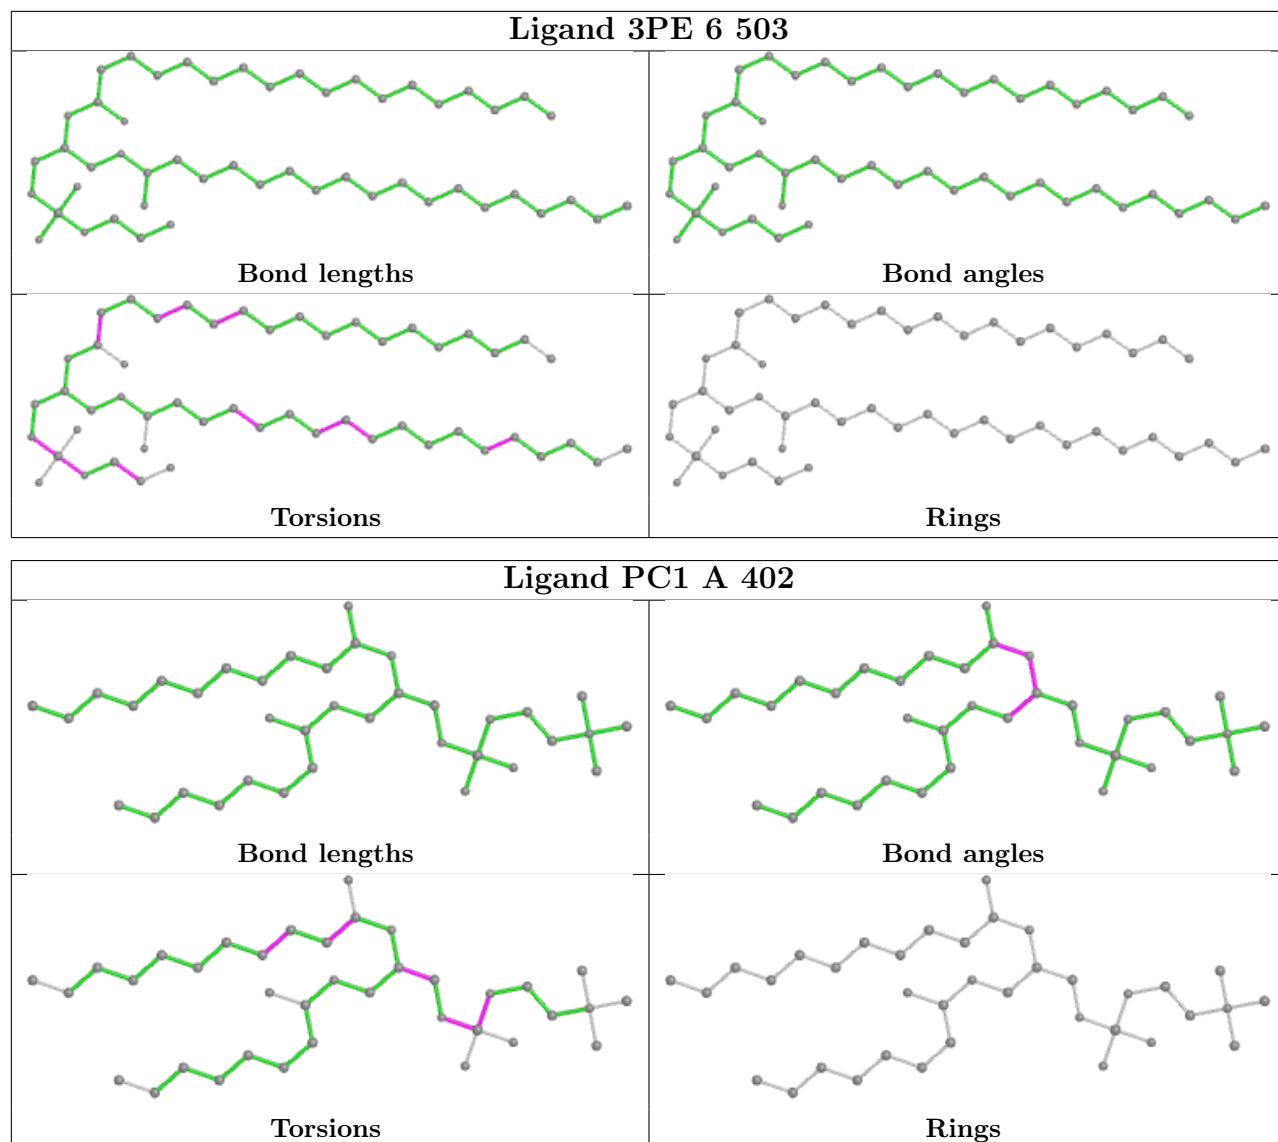 Ligand 3PE 6 503
Bond lengths
Bond angles
Torsions
Rings
Ligand PC1 A 402
Bond lengths
Bond angles
Torsions
Rings